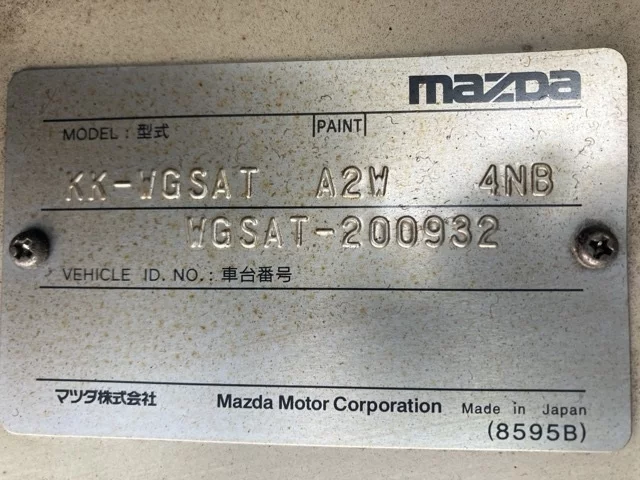 mazda
MODEL : 型式 |PAINT|
KK-WGSAT A2W 4NB
WGSAT-200932
VEHICLE ID. NO. : 車台番号
マツダ株式会社 Mazda Motor Corporation Made in Japan
(8595B)